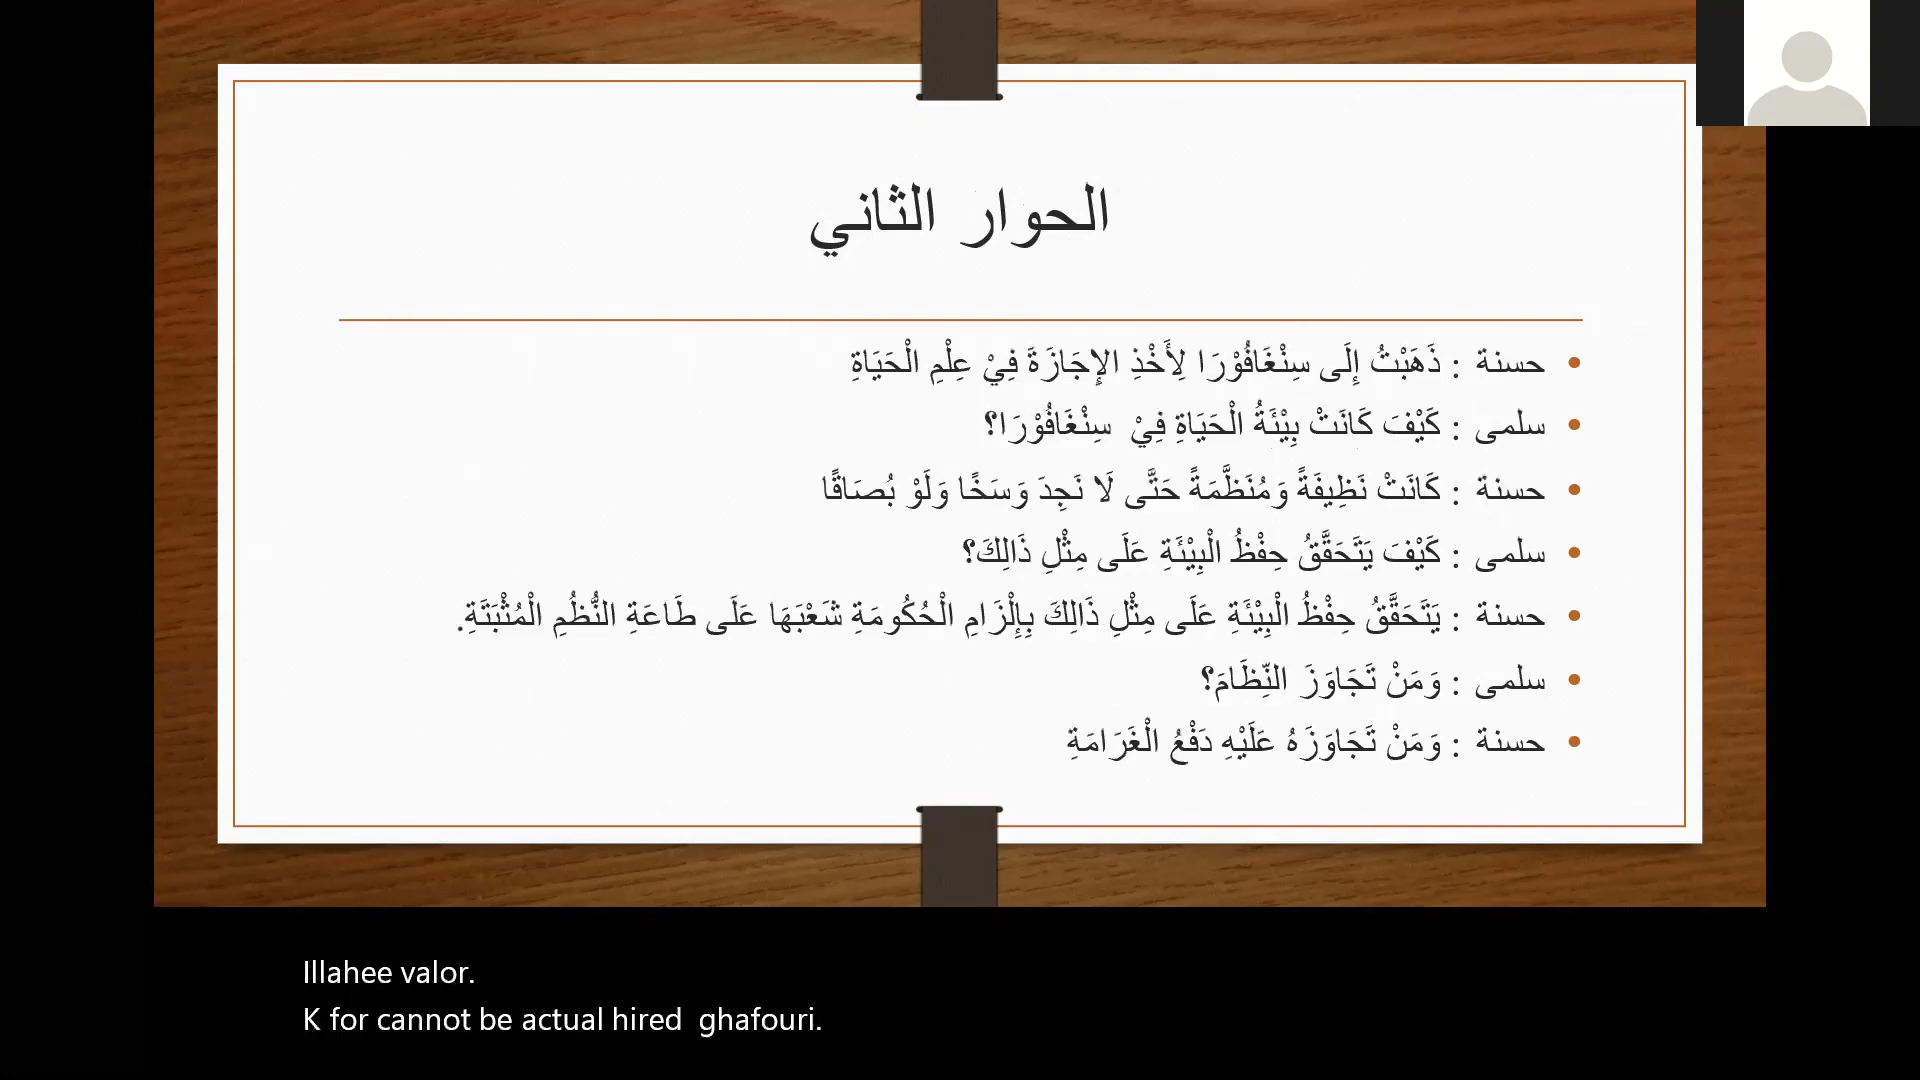 الحوار الثاني
• حسنة : ذَهَبْتُ إِلَى سِنْغَافُوْرَا لِأَخْذِ الإِجَازَةَ فِيْ عِلْمِ الْحَيَاةِ
• سلمى : كَيْفَ كَانَتْ بِيْئَةُ الْحَيَاةِ فِيْ سِنْغَافُوْرَا؟
• حسنة : كَانَتْ نَظِيفَةً وَمُنَظَّمَةً حَتَّى لَا نَجِدَ وَسَخًا وَلَوْ بُصَاقًا
• سلمى : كَيْفَ يَتَحَقَّقُ حِفْظُ الْبِيْئَةِ عَلَى مِثْلِ ذَالِكَ؟
• حسنة : يَتَحَقَّقُ حِفْظُ الْبِيْئَةِ عَلَى مِثْلِ ذَالِكَ بِإِلْزَامِ الْحُكُومَةِ شَعْبَهَا عَلَى طَاعَةِ النُّظُمِ الْمُثْبَتَةِ.
• سلمى : وَمَنْ تَجَاوَزَ النِّظَامَ؟
• حسنة : وَمَنْ تَجَاوَزَهُ عَلَيْهِ دَفْعُ الْغَرَامَةِ
Illahee valor.
K for cannot be actual hired ghafouri.